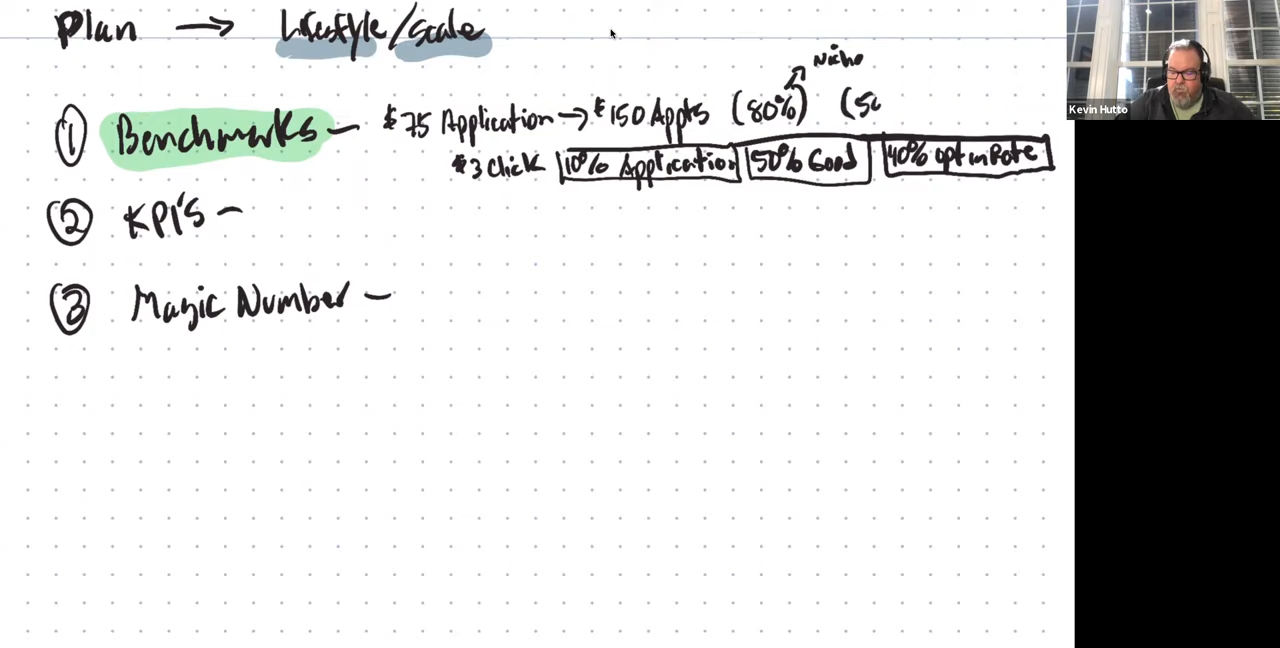 Plan → Lifestyle/Scale
Niche
① Benchmarks – $75 Application → $150 Appts (80%) (50
$3 Click 10% Application 50% Good 40% Opt in Rate
② KPI'S –
③ Magic Number –
Kevin Hutto